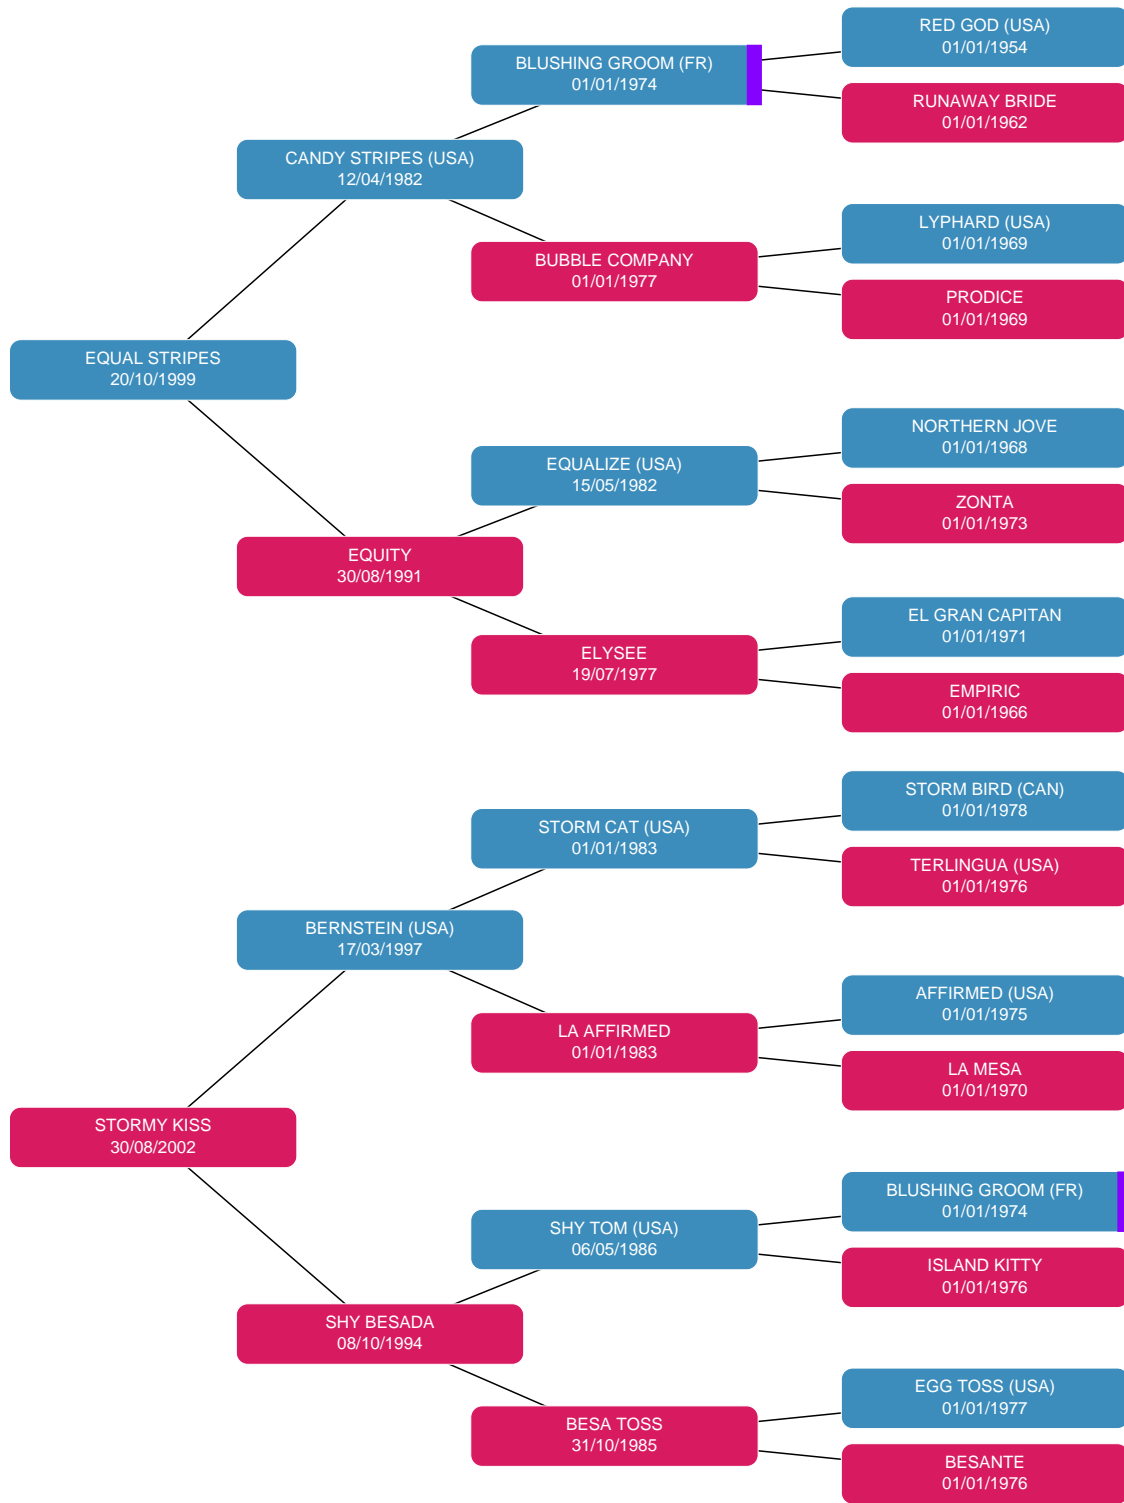 RED GOD (USA)
01/01/1954
BLUSHING GROOM (FR)
01/01/1974
RUNAWAY BRIDE
01/01/1962
CANDY STRIPES (USA)
12/04/1982
LYPHARD (USA)
01/01/1969
BUBBLE COMPANY
01/01/1977
PRODICE
01/01/1969
EQUAL STRIPES
20/10/1999
NORTHERN JOVE
01/01/1968
EQUALIZE (USA)
15/05/1982
ZONTA
01/01/1973
EQUITY
30/08/1991
EL GRAN CAPITAN
01/01/1971
ELYSEE
19/07/1977
EMPIRIC
01/01/1966
STORM BIRD (CAN)
01/01/1978
STORM CAT (USA)
01/01/1983
TERLINGUA (USA)
01/01/1976
BERNSTEIN (USA)
17/03/1997
AFFIRMED (USA)
01/01/1975
LA AFFIRMED
01/01/1983
LA MESA
01/01/1970
STORMY KISS
30/08/2002
BLUSHING GROOM (FR)
01/01/1974
SHY TOM (USA)
06/05/1986
ISLAND KITTY
01/01/1976
SHY BESADA
08/10/1994
EGG TOSS (USA)
01/01/1977
BESA TOSS
31/10/1985
BESANTE
01/01/1976